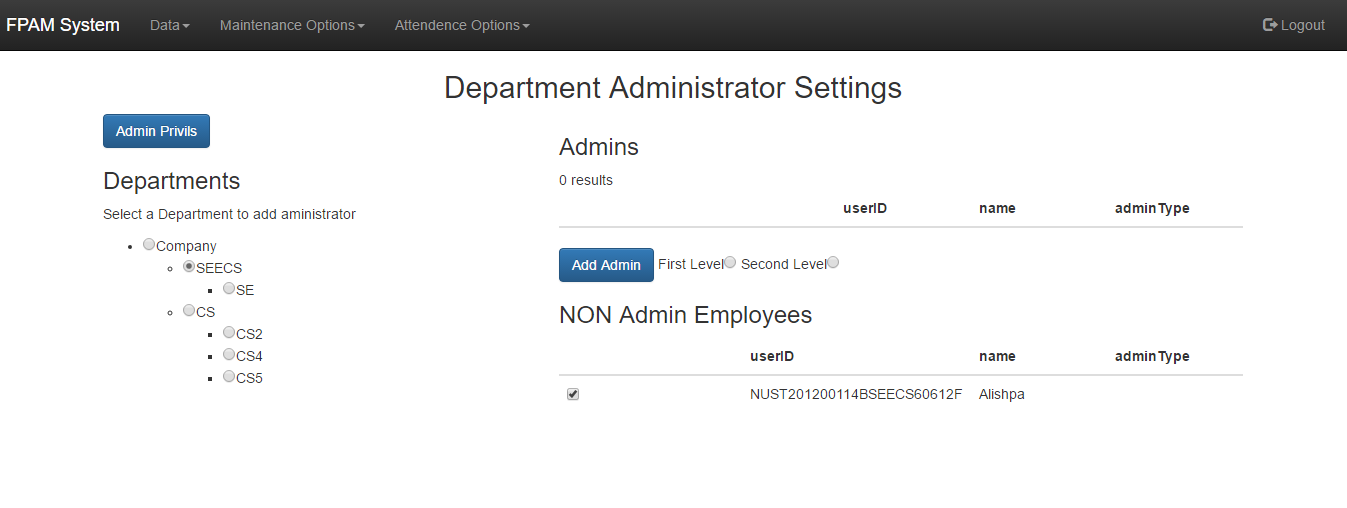 FPAM System Data Maintenance Options Attendence Options Logout
Department Administrator Settings
Admin Privils
Departments
Select a Department to add aministrator
Company
SEECS
SE
CS
CS2
CS4
CS5
Admins
0 results
userID name adminType
Add Admin First Level Second Level
NON Admin Employees
userID name adminType
NUST201200114BSEECS60612F Alishpa